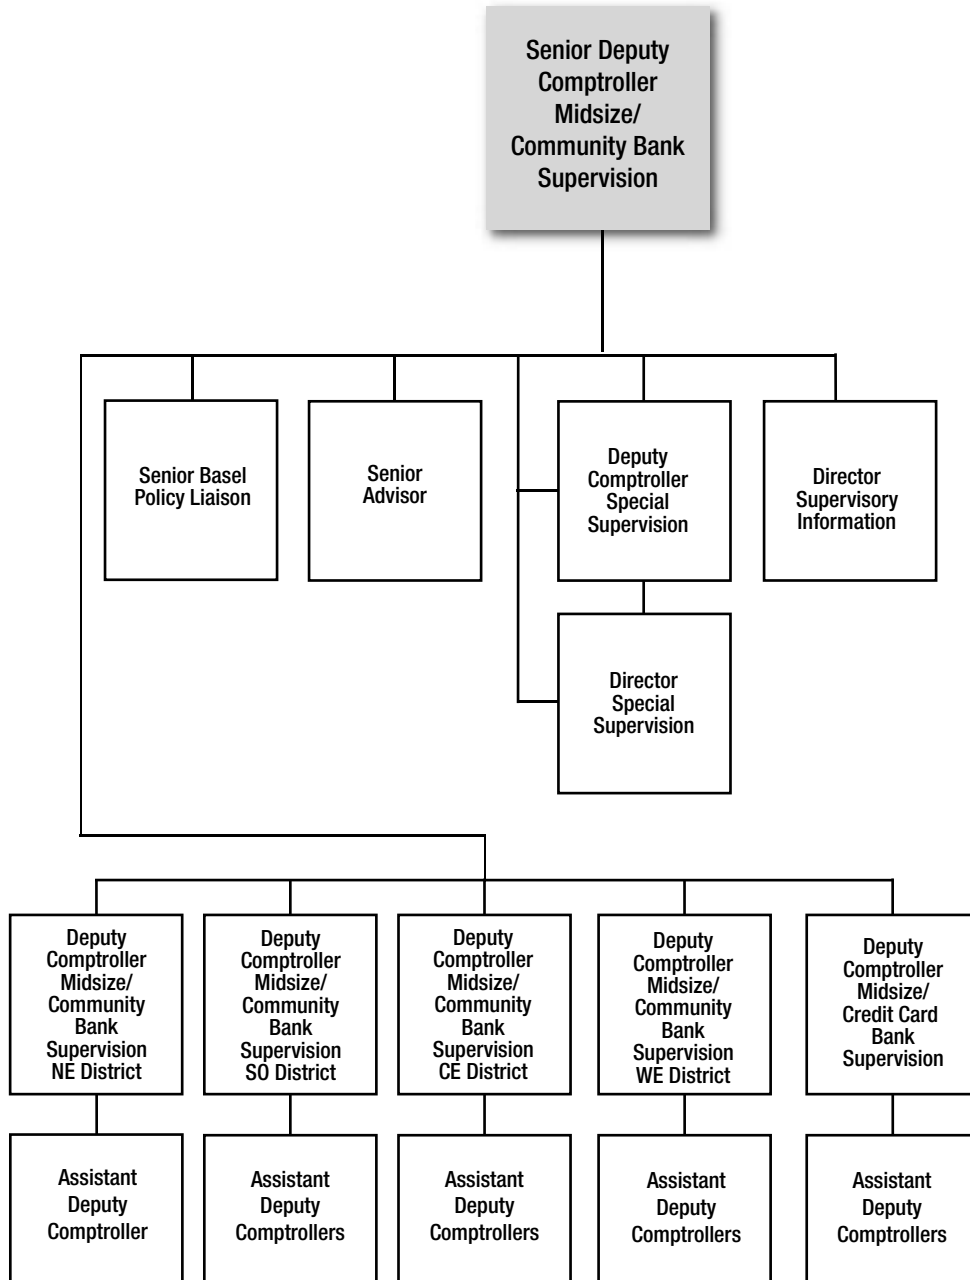 Senior Deputy
Comptroller
Midsize/
Community Bank
Supervision
Senior Basel
Policy Liaison
Senior
Advisor
Deputy
Comptroller
Special
Supervision
Director
Supervisory
Information
Director
Special
Supervision
Deputy
Comptroller
Midsize/
Community
Bank
Supervision
NE District
Deputy
Comptroller
Midsize/
Community
Bank
Supervision
SO District
Deputy
Comptroller
Midsize/
Community
Bank
Supervision
CE District
Deputy
Comptroller
Midsize/
Community
Bank
Supervision
WE District
Deputy
Comptroller
Midsize/
Credit Card
Bank
Supervision
Assistant
Deputy
Comptroller
Assistant
Deputy
Comptrollers
Assistant
Deputy
Comptrollers
Assistant
Deputy
Comptrollers
Assistant
Deputy
Comptrollers